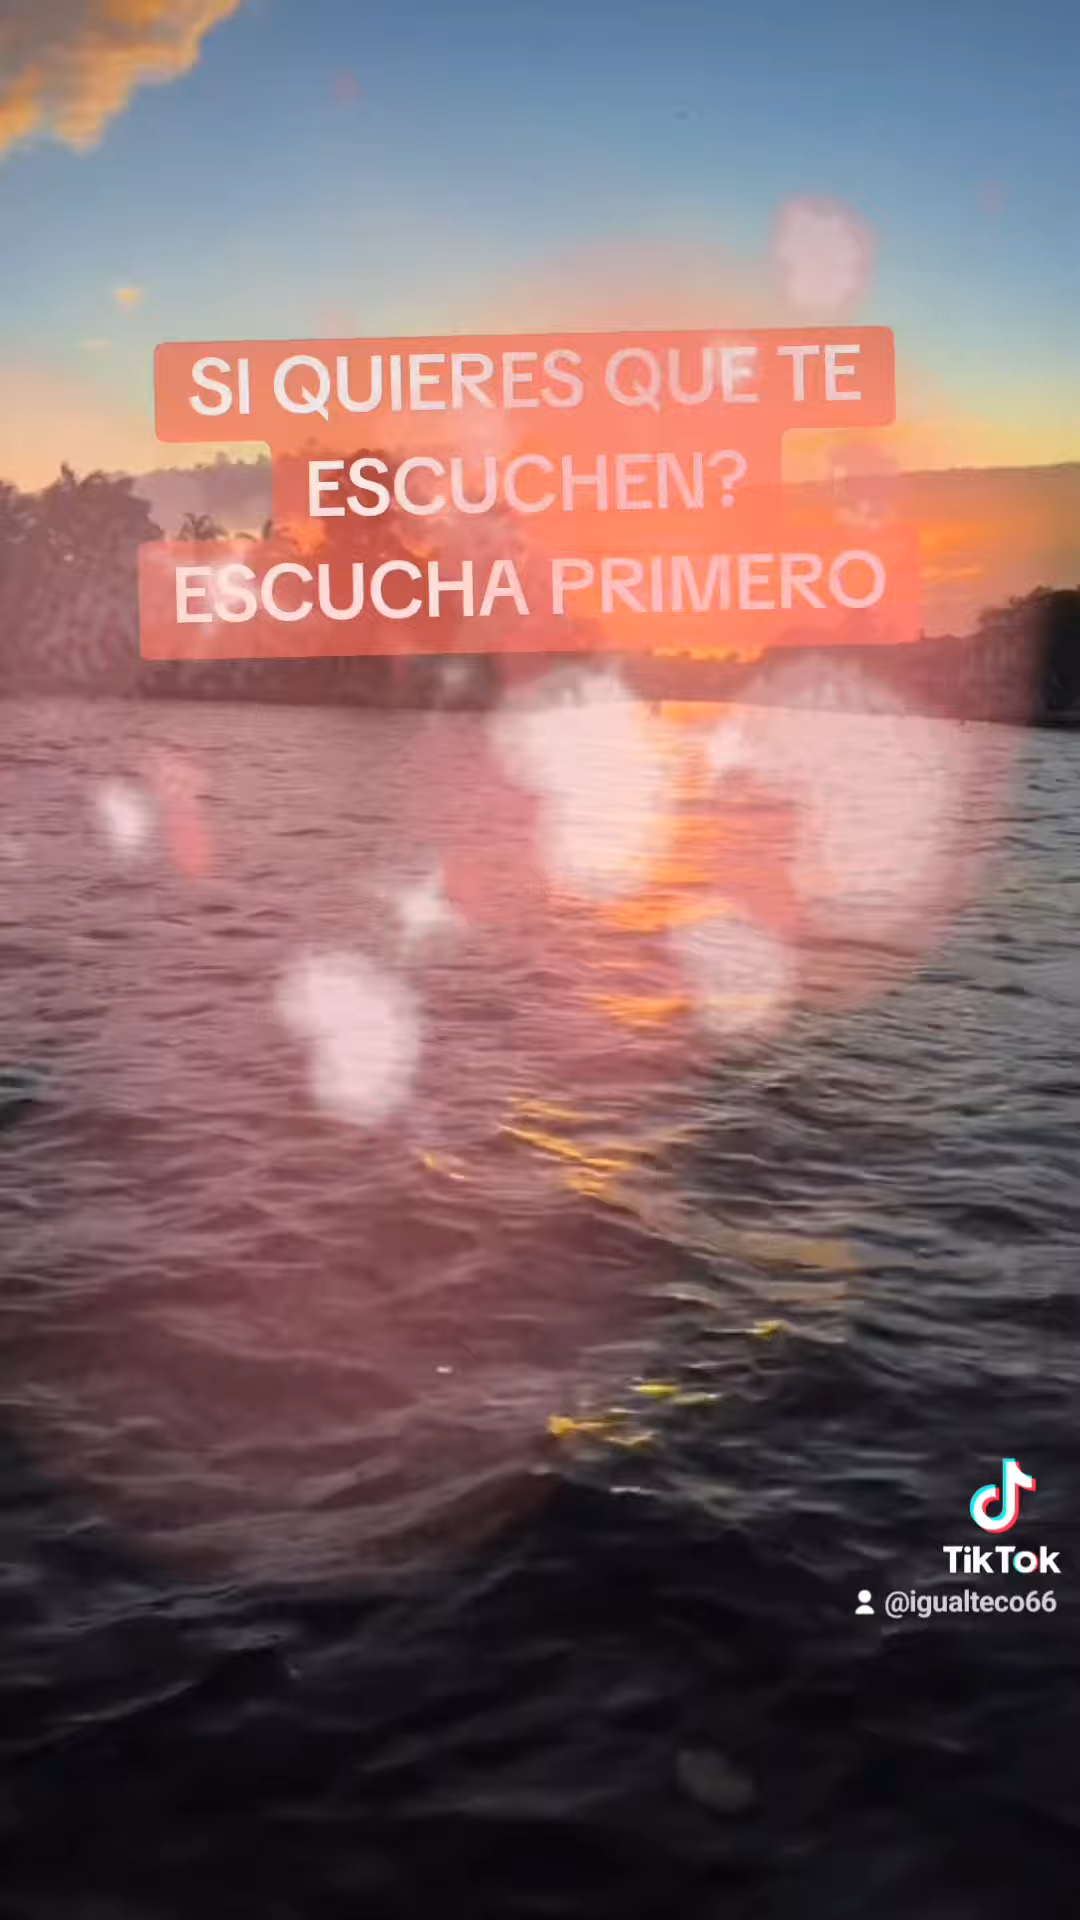 SI QUIERES QUE TE
ESCUCHEN?
ESCUCHA PRIMERO
TikTok
@igualteco66